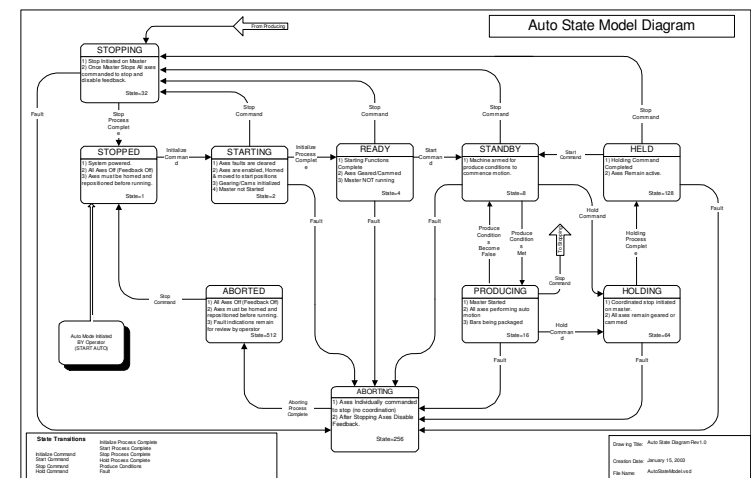 From Producing
Auto State Model Diagram
STOPPING
1) Stop Initiated on Master
2) Once Master Stops All axes
commanded to stop and
disable feedback.
State=32
Fault
Stop
Process
Complet
e
Stop
Command
Stop
Command
Stop
Command
Stop
Command
STOPPED
1) System powered.
2) All Axes Off (Feedback Off)
3) Axes must be homed and
repositioned before running.
State=1
Initialize
Comman
d
STARTING
1) Axes faults are cleared
2) Axes are enabled, Homed
& moved to start positions
3) Gearing/Cams initialized
4) Master not Started
State=2
Initialize
Process
Complet
e
READY
1) Starting Functions
Complete
2) Axes Geared/Cammed
3) Master NOT running
State=4
Start
Comman
d
STANDBY
1) Machine armed for
produce conditions to
commence motion.
State=8
Start
Command
HELD
1) Holding Command
Completed
2) Axes Remain active.
State=128
Fault
Fault
Fault
Fault
Hold
Command
Produce
Condition
s
Become
False
Produce
Condition
s
Met
To Stopping
Stop
Command
Holding
Process
Complet
e
Stop
Command
ABORTED
1) All Axes Off (Feedback Off)
2) Axes must be homed and
repositioned before running.
3) Fault indications remain
for review by operator
State=512
PRODUCING
1) Master Started
2) All axes performing auto
motion
3) Bars being packaged
State=16
Hold
Comman
d
HOLDING
1) Coordinated stop initiated
on master.
2) All axes remain geared or
cammed
State=64
Auto Mode Initiated
BY Operator
(START AUTO)
Fault
Fault
Aborting
Process
Complete
ABORTING
1) Axes Individually commanded
to stop (no coordination)
2) After Stopping Axes Disable
Feedback.
State=256
State Transitions
Initialize Command
Start Command
Stop Command
Hold Command
Initialize Process Complete
Start Process Complete
Stop Process Complete
Hold Process Complete
Produce Conditions
Fault
Drawing Title: Auto State Diagram Rev1.0
Creation Date: January 15, 2003
File Name: AutoStateModel.vsd